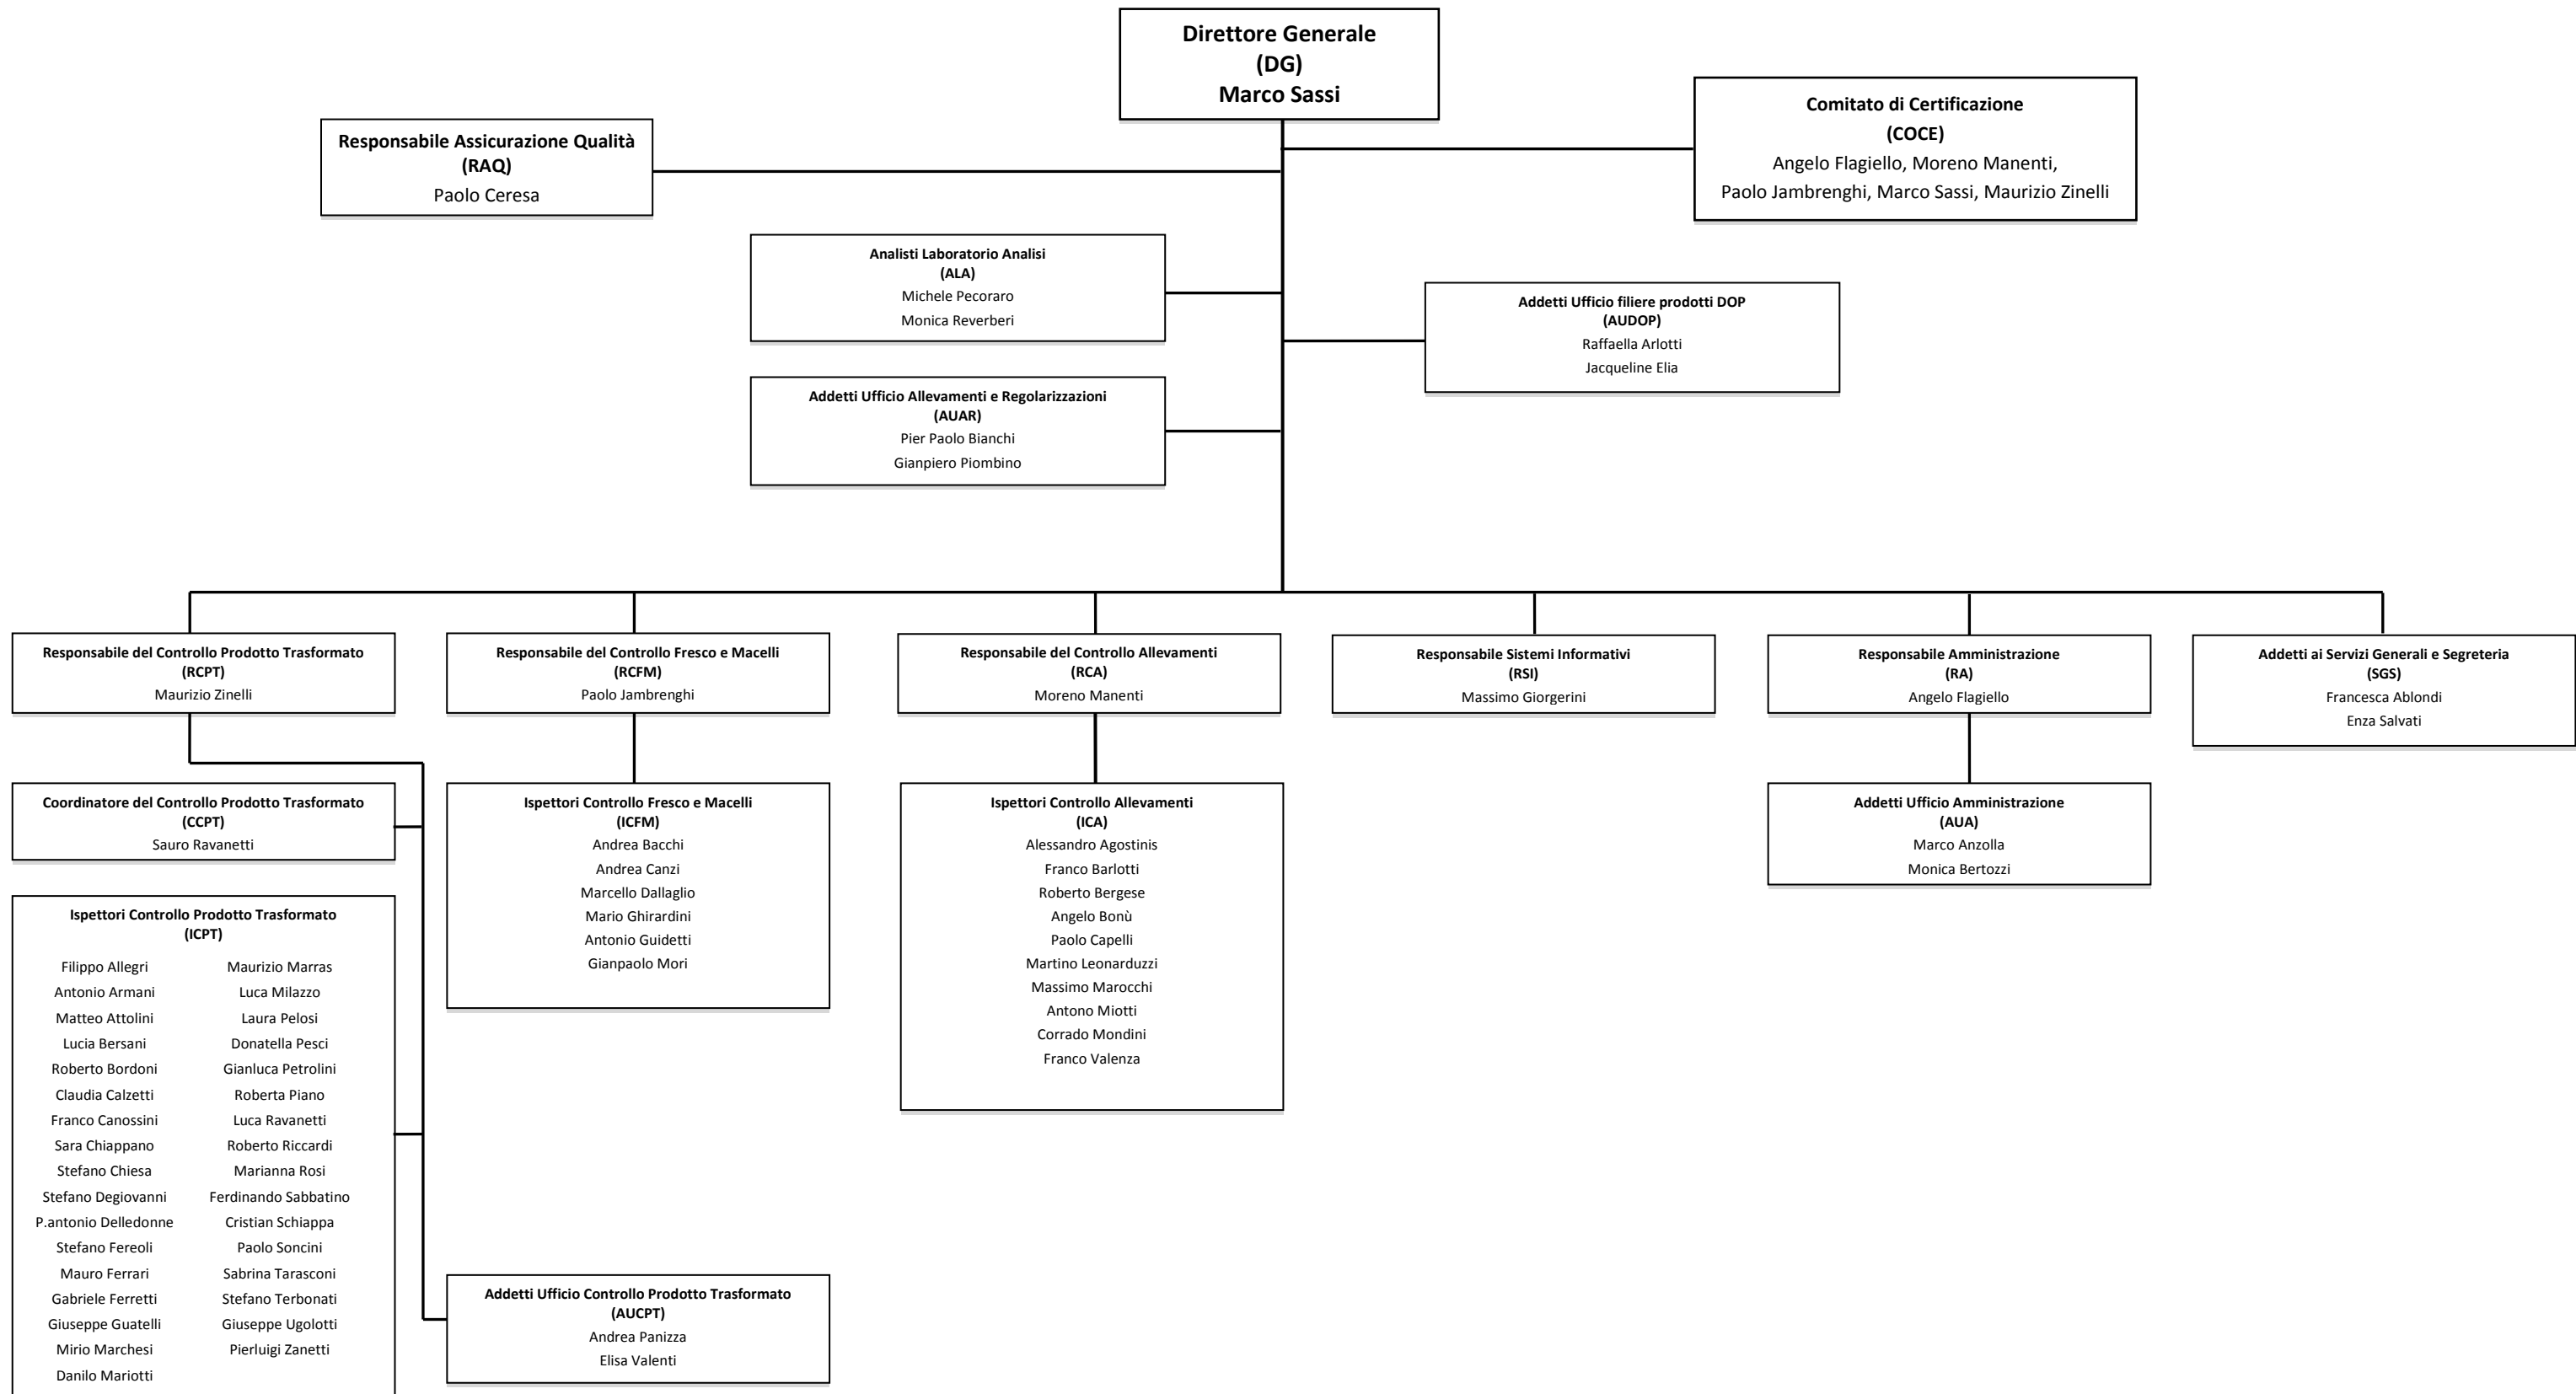 Direttore Generale
(DG)
Marco Sassi
Comitato di Certificazione
(COCE)
Angelo Flagiello, Moreno Manenti,
Paolo Jambrenghi, Marco Sassi, Maurizio Zinelli
Responsabile Assicurazione Qualità
(RAQ)
Paolo Ceresa
Analisti Laboratorio Analisi
(ALA)
Michele Pecoraro
Monica Reverberi
Addetti Ufficio filiere prodotti DOP
(AUDOP)
Raffaella Arlotti
Jacqueline Elia
Addetti Ufficio Allevamenti e Regolarizzazioni
(AUAR)
Pier Paolo Bianchi
Gianpiero Piombino
Responsabile del Controllo Prodotto Trasformato
(RCPT)
Maurizio Zinelli
Responsabile del Controllo Fresco e Macelli
(RCFM)
Paolo Jambrenghi
Responsabile del Controllo Allevamenti
(RCA)
Moreno Manenti
Responsabile Sistemi Informativi
(RSI)
Massimo Giorgerini
Responsabile Amministrazione
(RA)
Angelo Flagiello
Addetti ai Servizi Generali e Segreteria
(SGS)
Francesca Ablondi
Enza Salvati
Coordinatore del Controllo Prodotto Trasformato
(CCPT)
Sauro Ravanetti
Ispettori Controllo Fresco e Macelli
(ICFM)
Andrea Bacchi
Andrea Canzi
Marcello Dallaglio
Mario Ghirardini
Antonio Guidetti
Gianpaolo Mori
Ispettori Controllo Allevamenti
(ICA)
Alessandro Agostinis
Franco Barlotti
Roberto Bergese
Angelo Bonù
Paolo Capelli
Martino Leonarduzzi
Massimo Marocchi
Antono Miotti
Corrado Mondini
Franco Valenza
Addetti Ufficio Amministrazione
(AUA)
Marco Anzolla
Monica Bertozzi
Ispettori Controllo Prodotto Trasformato
(ICPT)
Filippo Allegri
Antonio Armani
Matteo Attolini
Lucia Bersani
Roberto Bordoni
Claudia Calzetti
Franco Canossini
Sara Chiappano
Stefano Chiesa
Stefano Degiovanni
P.antonio Delledonne
Stefano Fereoli
Mauro Ferrari
Gabriele Ferretti
Giuseppe Guatelli
Mirio Marchesi
Danilo Mariotti
Maurizio Marras
Luca Milazzo
Laura Pelosi
Donatella Pesci
Gianluca Petrolini
Roberta Piano
Luca Ravanetti
Roberto Riccardi
Marianna Rosi
Ferdinando Sabbatino
Cristian Schiappa
Paolo Soncini
Sabrina Tarasconi
Stefano Terbonati
Giuseppe Ugolotti
Pierluigi Zanetti
Addetti Ufficio Controllo Prodotto Trasformato
(AUCPT)
Andrea Panizza
Elisa Valenti